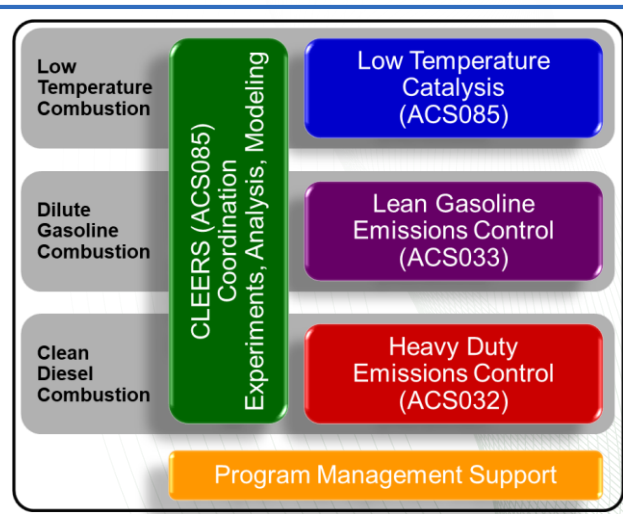 Low
Temperature
Combustion
CLEERS (ACS085)
Coordination
Experiments, Analysis, Modeling
Low Temperature
Catalysis
(ACS085)
Dilute
Gasoline
Combustion
Lean Gasoline
Emissions Control
(ACS033)
Clean
Diesel
Combustion
Heavy Duty
Emissions Control
(ACS032)
Program Management Support